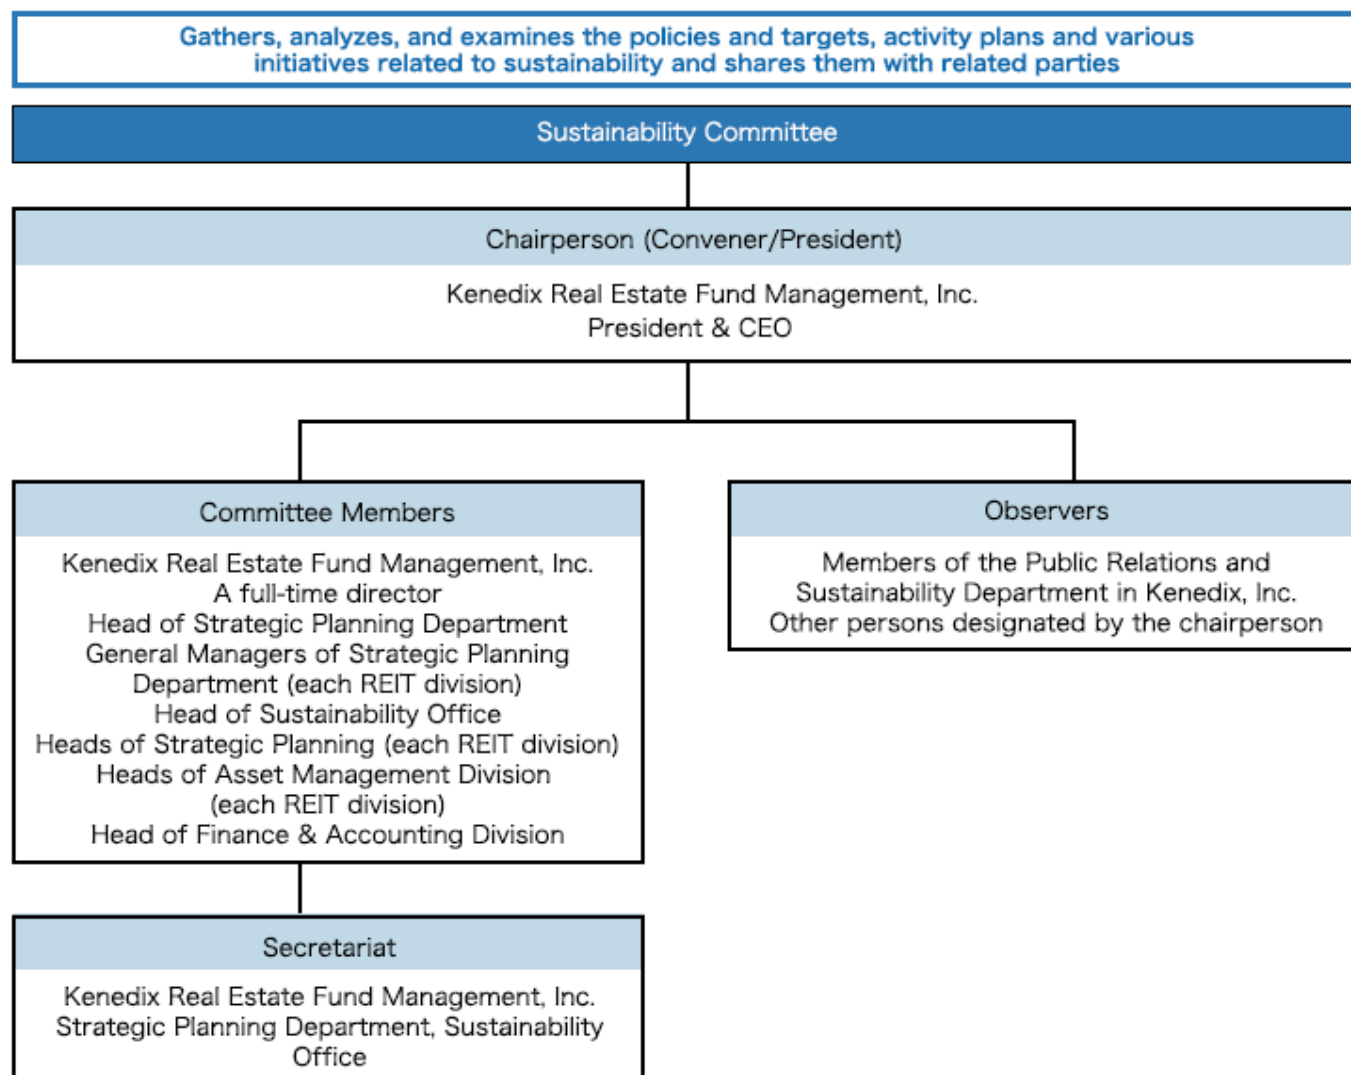 Gathers, analyzes, and examines the policies and targets, activity plans and various
initiatives related to sustainability and shares them with related parties
Sustainability Committee
Chairperson (Convener/President)
Kenedix Real Estate Fund Management, Inc.
President & CEO
Committee Members
Kenedix Real Estate Fund Management, Inc.
A full-time director
Head of Strategic Planning Department
General Managers of Strategic Planning
Department (each REIT division)
Head of Sustainability Office
Heads of Strategic Planning (each REIT division)
Heads of Asset Management Division
(each REIT division)
Head of Finance & Accounting Division
Observers
Members of the Public Relations and
Sustainability Department in Kenedix, Inc.
Other persons designated by the chairperson
Secretariat
Kenedix Real Estate Fund Management, Inc.
Strategic Planning Department, Sustainability
Office